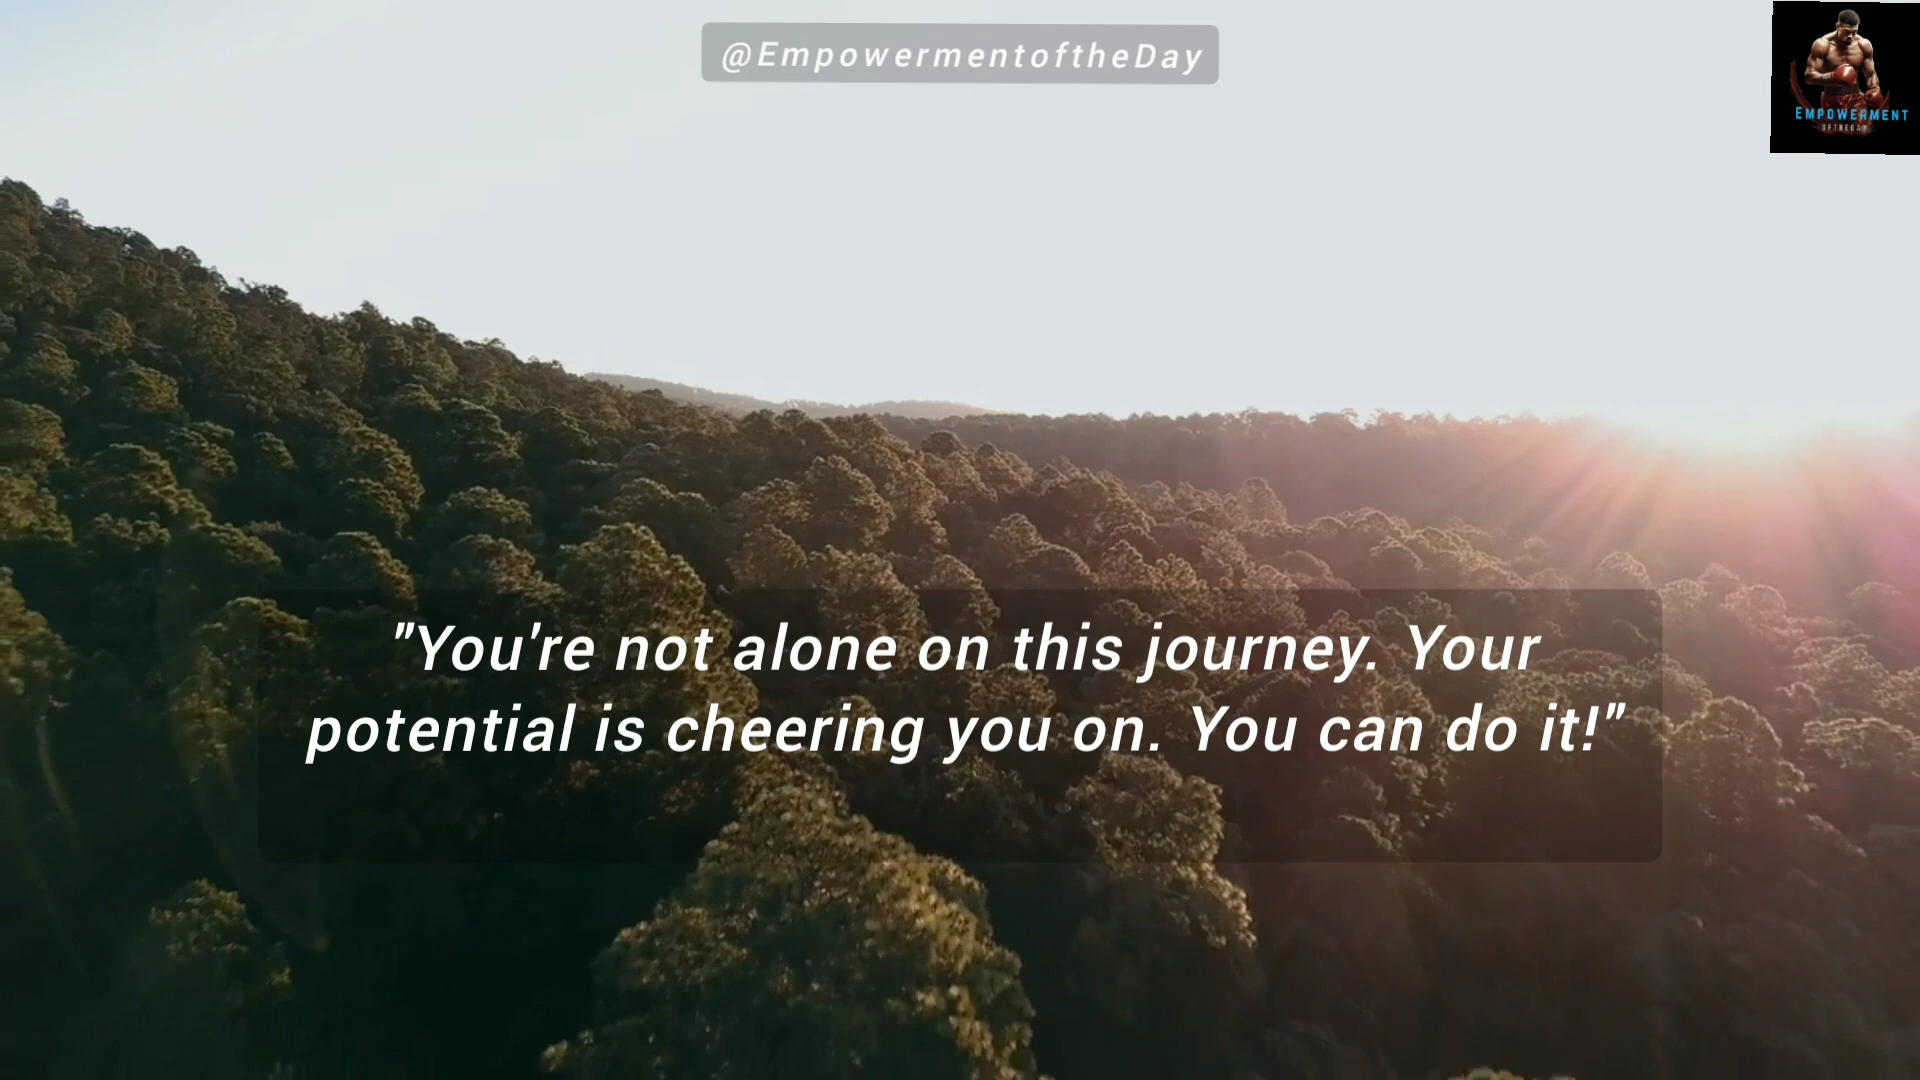 @EmpowermentoftheDay
EMPOWERMENT
OFTHEDAY
"You're not alone on this journey. Your
potential is cheering you on. You can do it!"